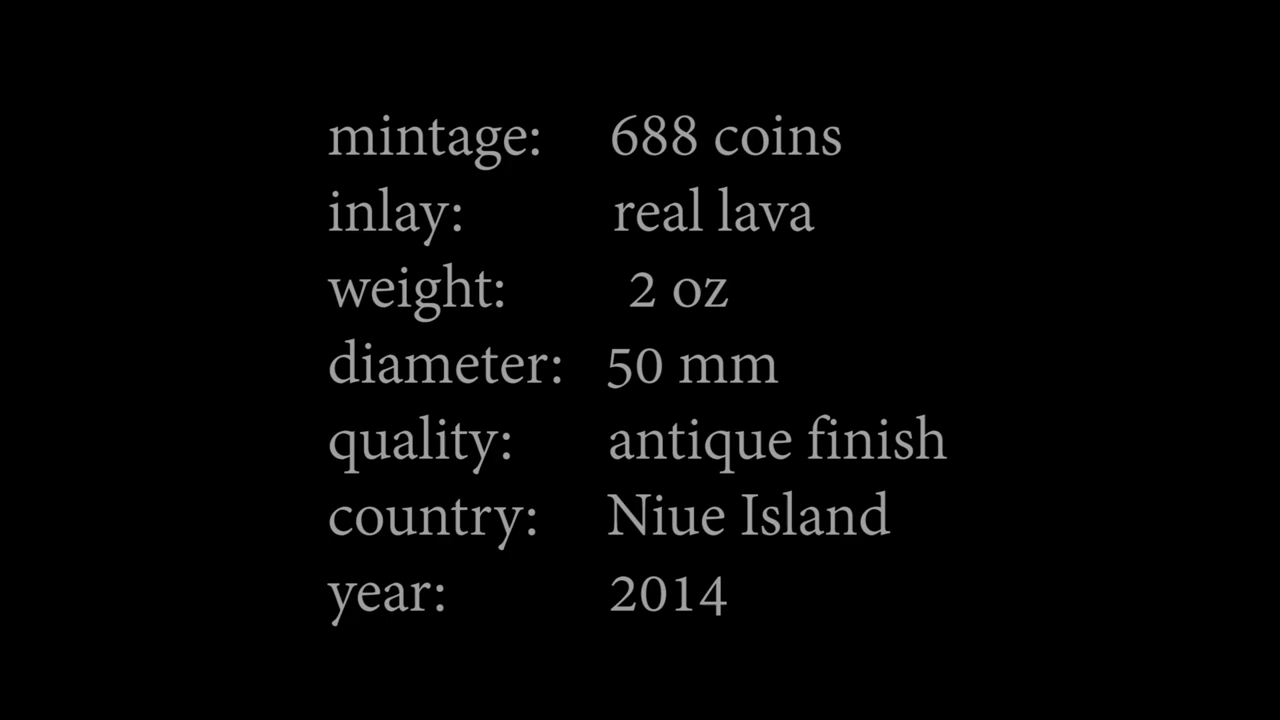 mintage: 688 coins
inlay: real lava
weight: 2 oz
diameter: 50 mm
quality: antique finish
country: Niue Island
year: 2014